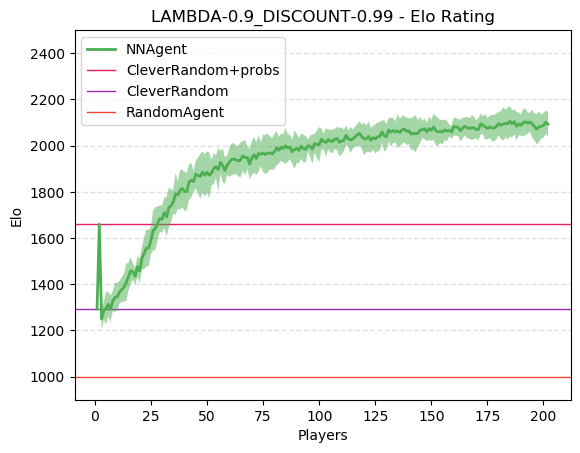 LAMBDA-0.9_DISCOUNT-0.99 - Elo Rating
NNAgent
CleverRandom+probs
CleverRandom
RandomAgent
2400
2200
2000
1800
1600
1400
1200
1000
Elo
0 25 50 75 100 125 150 175 200
Players